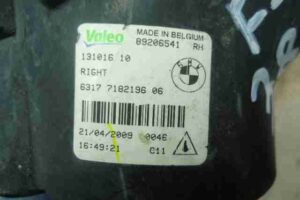 Valeo MADE IN BELGIUM
89206541 RH
131016 10
RIGHT
6317 7182196 06
21/04/2009 0046
16:49:21 C11